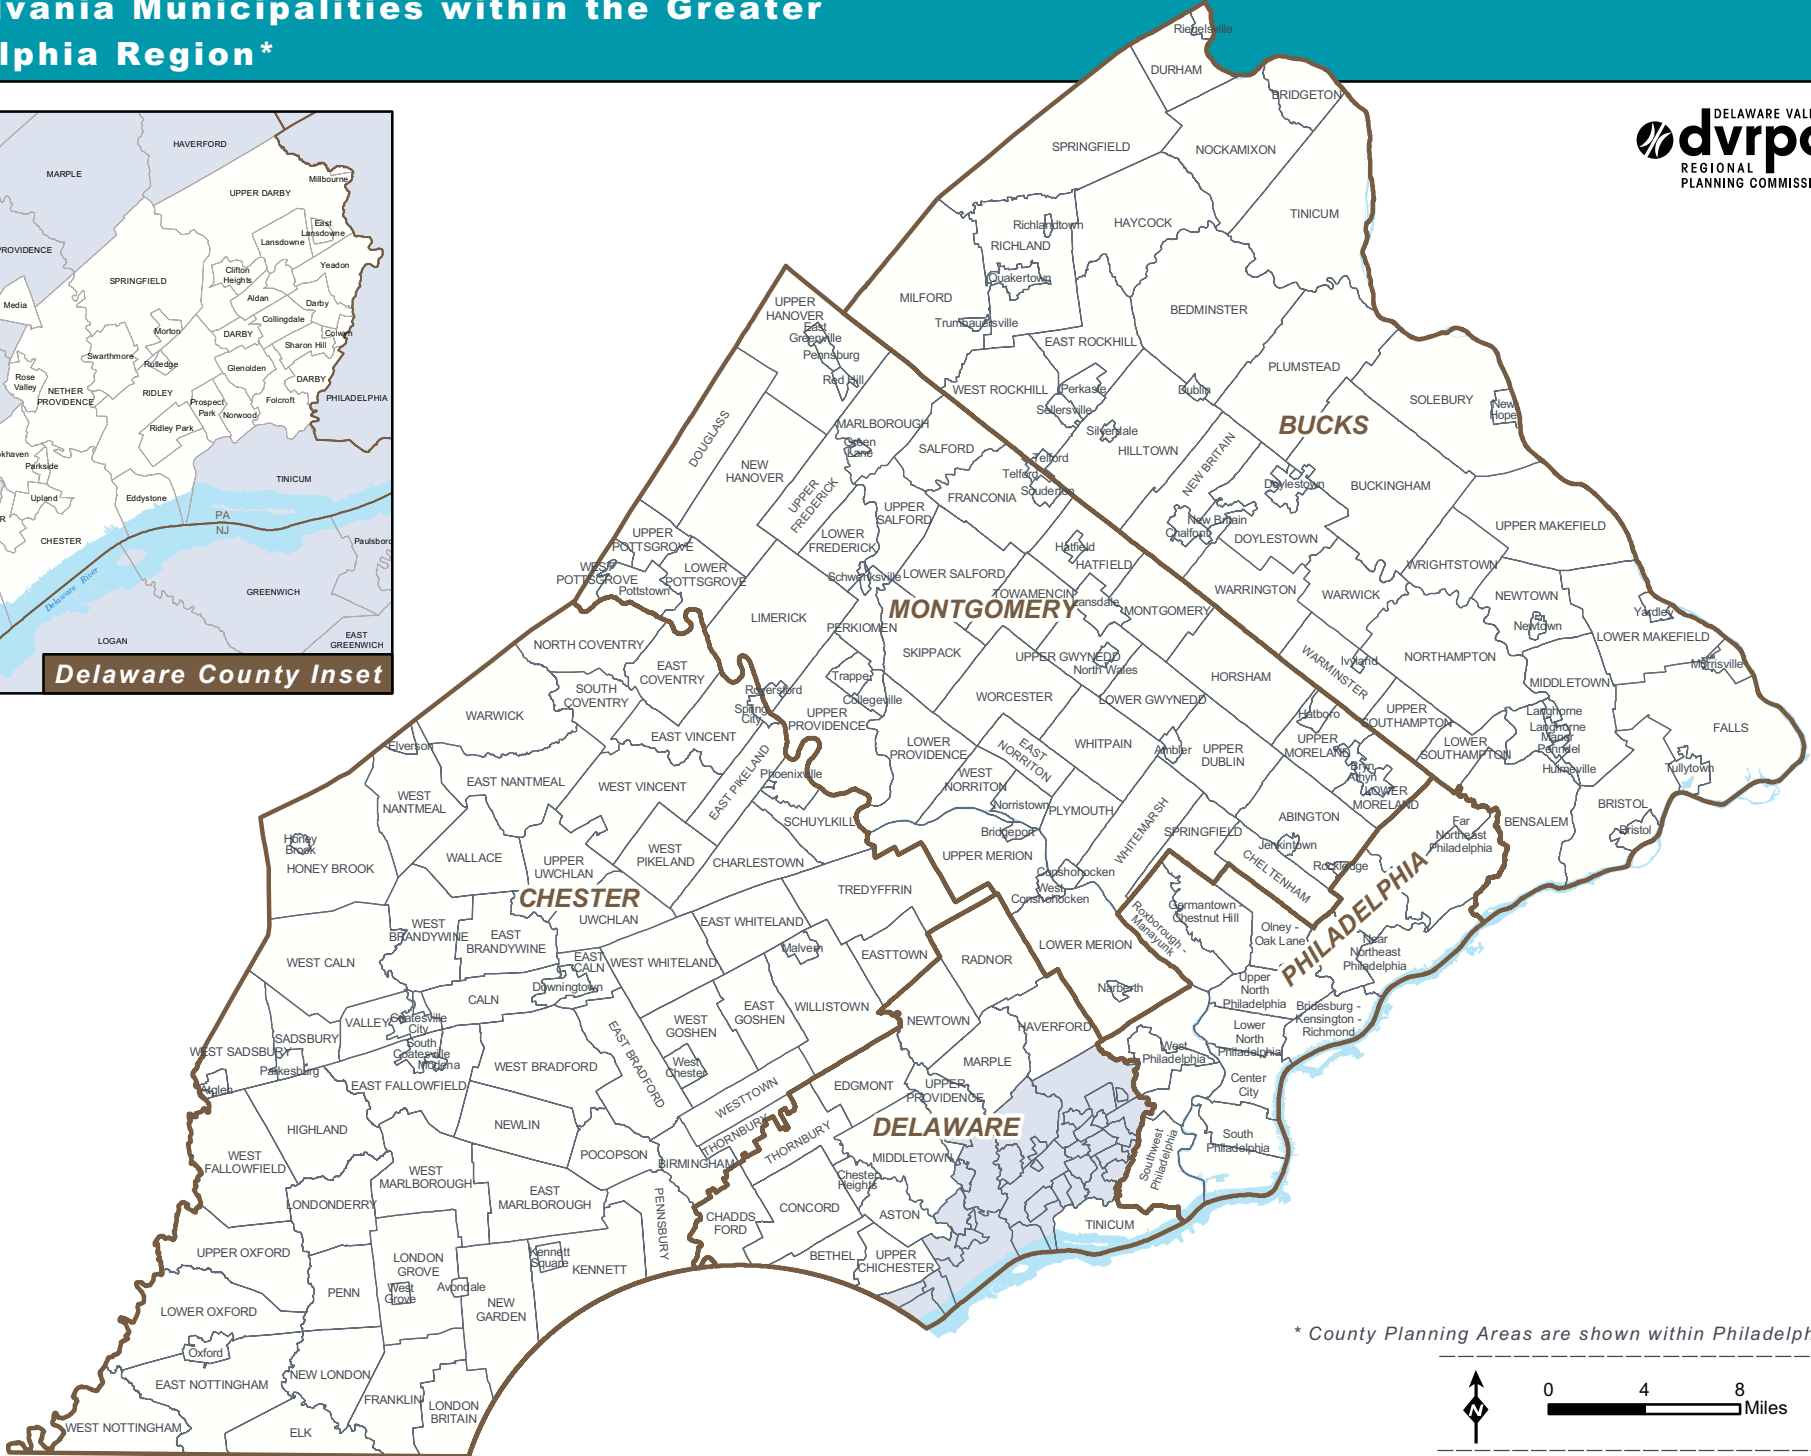 lvania Municipalities within the Greater
lphia Region*
DELAWARE VALL
dvrpc
REGIONAL
PLANNING COMMISSI
HAVERFORD
MARPLE
UPPER DARBY
Millbourne
East
Lansdowne
Lansdowne
PROVIDENCE
Yeadon
SPRINGFIELD
Clifton
Heights
Aldan
Darby
Media
Collingdale
Colwyn
Morton
DARBY
Sharon Hill
Swarthmore
Rutledge
Glenolden
Rose
Valley
DARBY
NETHER
PROVIDENCE
RIDLEY
Prospect
Park
Norwood
Folcroft
PHILADELPHIA
Ridley Park
okhaven
Parkside
Upland
Eddystone
TINICUM
R
PA
NJ
CHESTER
Paulsboro
Delaware River
GREENWICH
LOGAN
EAST
GREENWICH
Delaware County Inset
Riegelsville
DURHAM
BRIDGETON
SPRINGFIELD
NOCKAMIXON
TINICUM
HAYCOCK
Richlandtown
RICHLAND
Quakertown
MILFORD
Trumbauersville
BEDMINSTER
EAST ROCKHILL
WEST ROCKHILL
Perkasie
Sellersville
Silverdale
Dublin
PLUMSTEAD
SOLEBURY
New
Hope
BUCKS
HILLTOWN
NEW BRITAIN
Telford
Telford
Souderton
Doylestown
BUCKINGHAM
New Britain
Chalfont
DOYLESTOWN
UPPER MAKEFIELD
WRIGHTSTOWN
WARRINGTON
WARWICK
NEWTOWN
Newtown
Yardley
LOWER MAKEFIELD
Morrisville
NORTHAMPTON
Ivyland
WARMINSTER
MIDDLETOWN
UPPER
SOUTHAMPTON
LOWER
SOUTHAMPTON
Langhorne
Langhorne
Manor
Penndel
Hulmeville
FALLS
Tullytown
BRISTOL
Bristol
BENSALEM
UPPER
HANOVER
East
Greenville
Pennsburg
Red Hill
DOUGLASS
NEW
HANOVER
MARLBOROUGH
Green
Lane
SALFORD
UPPER
FREDERICK
UPPER
SALFORD
FRANCONIA
LOWER
FREDERICK
UPPER
POTTSGROVE
WEST
POTTSGROVE
Pottstown
LOWER
POTTSGROVE
Schwenksville
LOWER SALFORD
Hatfield
HATFIELD
TOWAMENCIN
Lansdale
MONTGOMERY
MONTGOMERY
LIMERICK
PERKIOMEN
SKIPPACK
UPPER GWYNEDD
North Wales
Trappe
Collegeville
WORCESTER
LOWER GWYNEDD
HORSHAM
Royersford
UPPER
PROVIDENCE
LOWER
PROVIDENCE
EAST
NORRITON
WHITPAIN
Ambler
UPPER
DUBLIN
Hatboro
UPPER
MORELAND
Bryn
Athyn
LOWER
MORELAND
WEST
NORRITON
Norristown
PLYMOUTH
WHITEMARSH
SPRINGFIELD
ABINGTON
Jenkintown
Rockledge
CHELTENHAM
Bridgeport
UPPER MERION
Conshohocken
West
Conshohocken
LOWER MERION
Narberth
Far
Northeast
Philadelphia
PHILADELPHIA
Germantown -
Chestnut Hill
Roxborough -
Manayunk
Olney -
Oak Lane
Near
Northeast
Philadelphia
Upper
North
Philadelphia
Bridesburg -
Kensington -
Richmond
Lower
North
Philadelphia
West
Philadelphia
Center
City
South
Philadelphia
Southwest
Philadelphia
NORTH COVENTRY
EAST
COVENTRY
SOUTH
COVENTRY
Spring
City
WARWICK
EAST VINCENT
Elverson
EAST NANTMEAL
WEST VINCENT
EAST PIKELAND
Phoenixville
WEST
NANTMEAL
SCHUYLKILL
Honey
Brook
HONEY BROOK
WALLACE
UPPER
UWCHLAN
WEST
PIKELAND
CHARLESTOWN
TREDYFFRIN
CHESTER
UWCHLAN
WEST
BRANDYWINE
EAST
BRANDYWINE
EAST WHITELAND
Malvern
EASTTOWN
WEST CALN
EAST
CALN
WEST WHITELAND
Downingtown
CALN
WILLISTOWN
EAST
GOSHEN
WEST
GOSHEN
VALLEY
Coatesville
City
South
Coatesville
Modena
SADSBURY
WEST SADSBURY
Parkesburg
Atglen
WEST BRADFORD
EAST BRADFORD
West
Chester
EAST FALLOWFIELD
WESTTOWN
THORNBURY
HIGHLAND
NEWLIN
POCOPSON
BIRMINGHAM
WEST
FALLOWFIELD
WEST
MARLBOROUGH
EAST
MARLBOROUGH
LONDONDERRY
PENNSBURY
UPPER OXFORD
LONDON
GROVE
West
Grove
Avondale
Kennett
Square
KENNETT
PENN
NEW
GARDEN
LOWER OXFORD
Oxford
EAST NOTTINGHAM
NEW LONDON
FRANKLIN
LONDON
BRITAIN
WEST NOTTINGHAM
ELK
RADNOR
NEWTOWN
HAVERFORD
MARPLE
EDGMONT
UPPER
PROVIDENCE
DELAWARE
THORNBURY
MIDDLETOWN
Chester
Heights
CONCORD
ASTON
CHADDS
FORD
BETHEL
UPPER
CHICHESTER
TINICUM
* County Planning Areas are shown within Philadelph
N
0 4 8
Miles